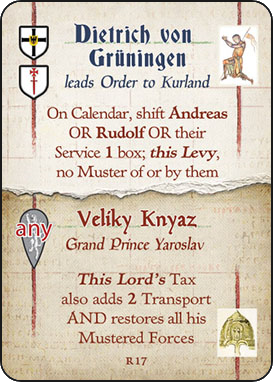 Dietrich von
Grüningen
leads Order to Kurland
On Calendar, shift Andreas
OR Rudolf OR their
Service 1 box; this Levy,
no Muster of or by them
any
Veliky Knyaz
Grand Prince Yaroslav
This Lord's Tax
also adds 2 Transport
AND restores all his
Mustered Forces
R17